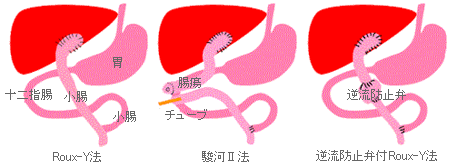 胃
十二指腸
小腸
小腸
Roux-Y法
腸瘻
チューブ
駿河Ⅱ法
逆流防止弁
逆流防止弁付Roux-Y法